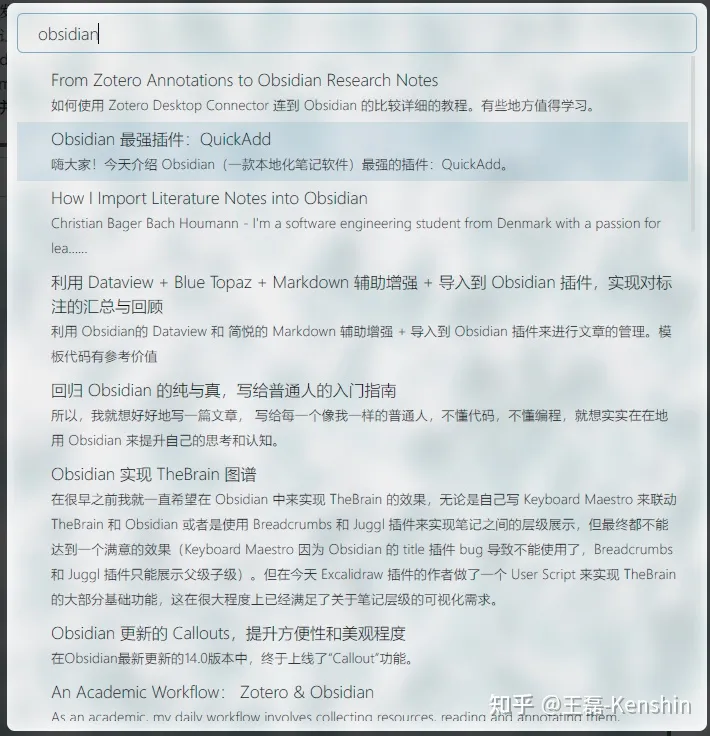 obsidian
From Zotero Annotations to Obsidian Research Notes
如何使用 Zotero Desktop Connector 连到 Obsidian 的比较详细的教程。有些地方值得学习。
Obsidian 最强插件：QuickAdd
嗨大家！今天介绍 Obsidian（一款本地化笔记软件）最强的插件：QuickAdd。
How I Import Literature Notes into Obsidian
Christian Bager Bach Houmann - I'm a software engineering student from Denmark with a passion for
lea......
利用 Dataview + Blue Topaz + Markdown 辅助增强 + 导入到 Obsidian 插件，实现对标
注的汇总与回顾
利用 Obsidian的 Dataview 和 简悦的 Markdown 辅助增强 + 导入到 Obsidian 插件来进行文章的管理。模
板代码有参考价值
回归 Obsidian 的纯与真，写给普通人的入门指南
所以，我就想好好地写一篇文章， 写给每一个像我一样的普通人，不懂代码，不懂编程，就想实实在在地
用 Obsidian 来提升自己的思考和认知。
Obsidian 实现 TheBrain 图谱
在很早之前我就一直希望在 Obsidian 中来实现 TheBrain 的效果，无论是自己写 Keyboard Maestro 来联动
TheBrain 和 Obsidian 或者是使用 Breadcrumbs 和 Juggl 插件来实现笔记之间的层级展示，但最终都不能
达到一个满意的效果（Keyboard Maestro 因为 Obsidian 的 title 插件 bug 导致不能使用了，Breadcrumbs
和 Juggl 插件只能展示父级子级）。但在今天 Excalidraw 插件的作者做了一个 User Script 来实现 TheBrain
的大部分基础功能，这在很大程度上已经满足了关于笔记层级的可视化需求。
Obsidian 更新的 Callouts，提升方便性和美观程度
在Obsidian最新更新的14.0版本中，终于上线了“Callout”功能。
An Academic Workflow： Zotero & Obsidian
As an academic, my daily workflow involves collecting resources, reading and annotating them,
知乎 @王磊-Kenshin